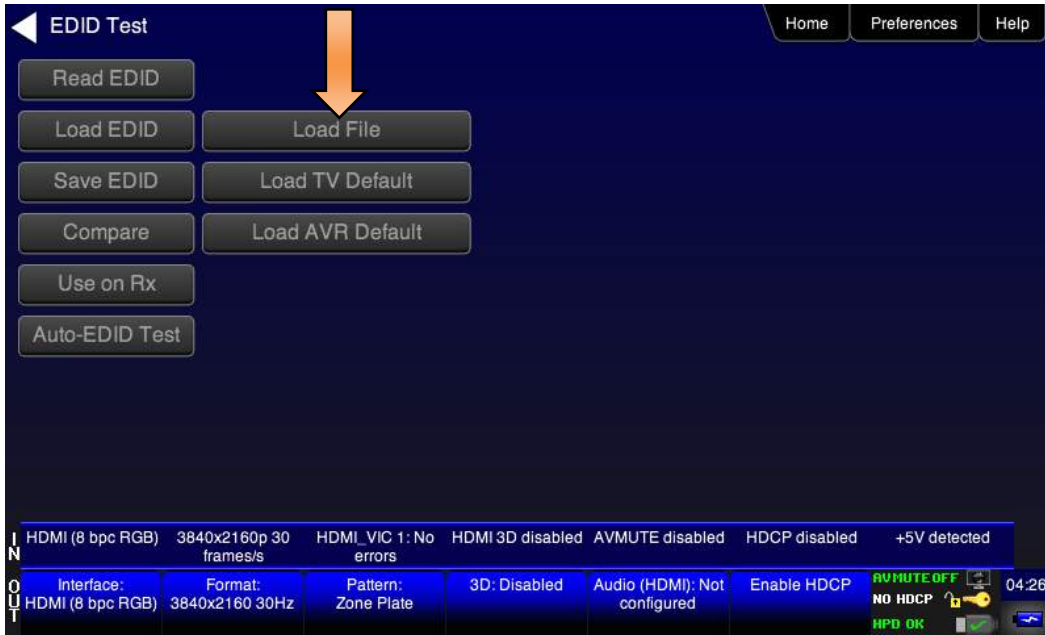 EDID Test
Home Preferences Help
Read EDID
Load EDID Load File
Save EDID Load TV Default
Compare Load AVR Default
Use on Rx
Auto-EDID Test
IN
HDMI (8 bpc RGB) 3840x2160p 30 HDMI_VIC 1: No HDMI 3D disabled AVMUTE disabled HDCP disabled +5V detected
frames/s errors
OUT
Interface: Format: Pattern: 3D: Disabled Audio (HDMI): Not Enable HDCP AVMUTE OFF
HDMI (8 bpc RGB) 3840x2160 30Hz Zone Plate configured NO HDCP 04:26
HPD OK